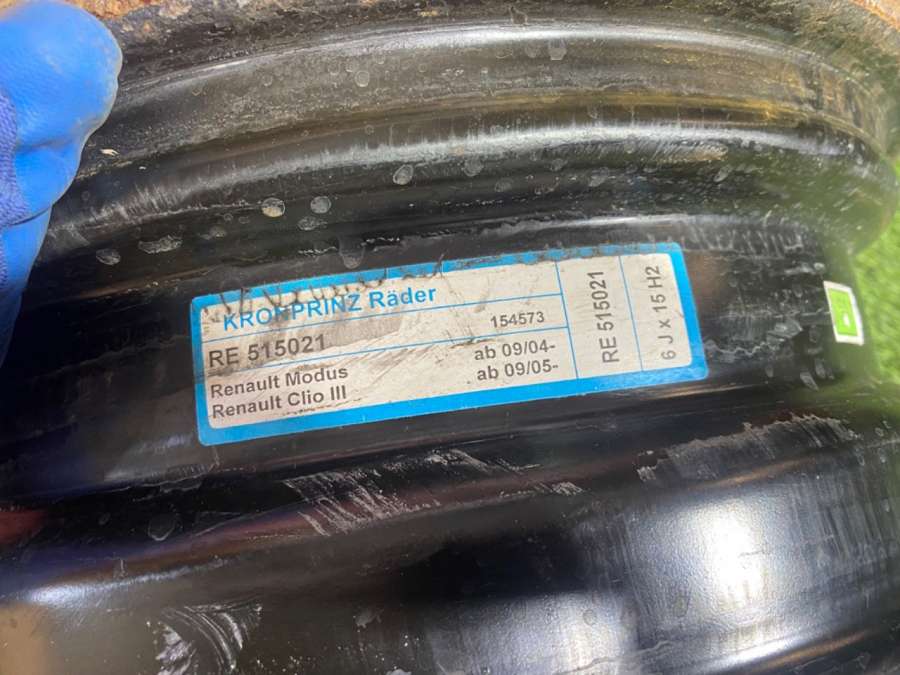 KRONPRINZ Räder
RE 515021
154573
Renault Modus ab 09/04-
Renault Clio III ab 09/05-
RE 515021
6 J x 15 H2